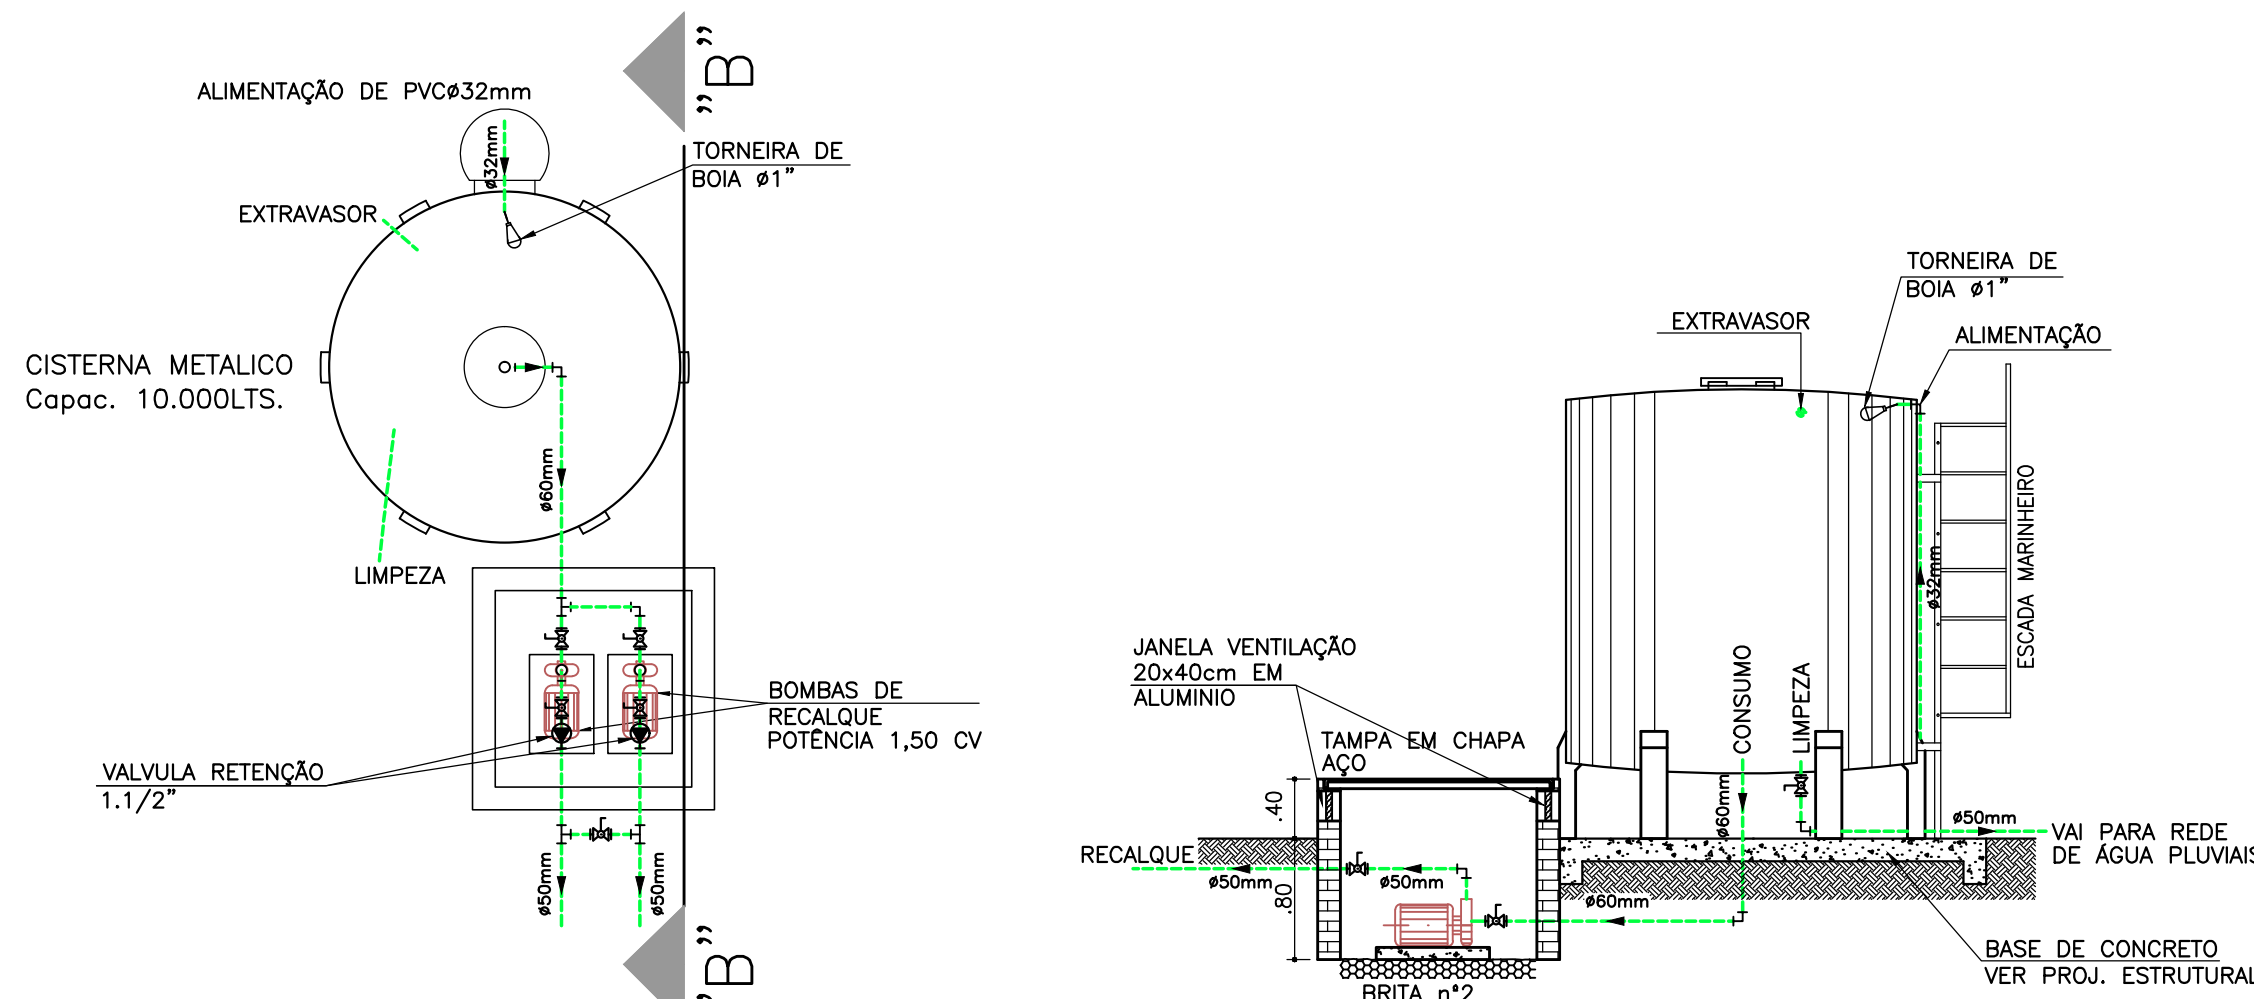 "B"
ALIMENTAÇÃO DE PVCø32mm
ø32mm
TORNEIRA DE
BOIA ø1"
EXTRAVASOR
CISTERNA METALICO
Capac. 10.000LTS.
ø60mm
LIMPEZA
BOMBAS DE
RECALQUE
POTÊNCIA 1,50 CV
VALVULA RETENÇÃO
1.1/2"
ø50mm
ø50mm
"B"
TORNEIRA DE
BOIA ø1"
EXTRAVASOR
ALIMENTAÇÃO
ESCADA MARINHEIRO
ø32mm
JANELA VENTILAÇÃO
20x40cm EM
ALUMINIO
CONSUMO
LIMPEZA
TAMPA EM CHAPA
AÇO
.40
ø60mm
ø50mm
VAI PARA REDE
DE ÁGUA PLUVIAIS
RECALQUE
ø50mm
ø50mm
.80
ø60mm
BASE DE CONCRETO
VER PROJ. ESTRUTURAL
BRITA nº2